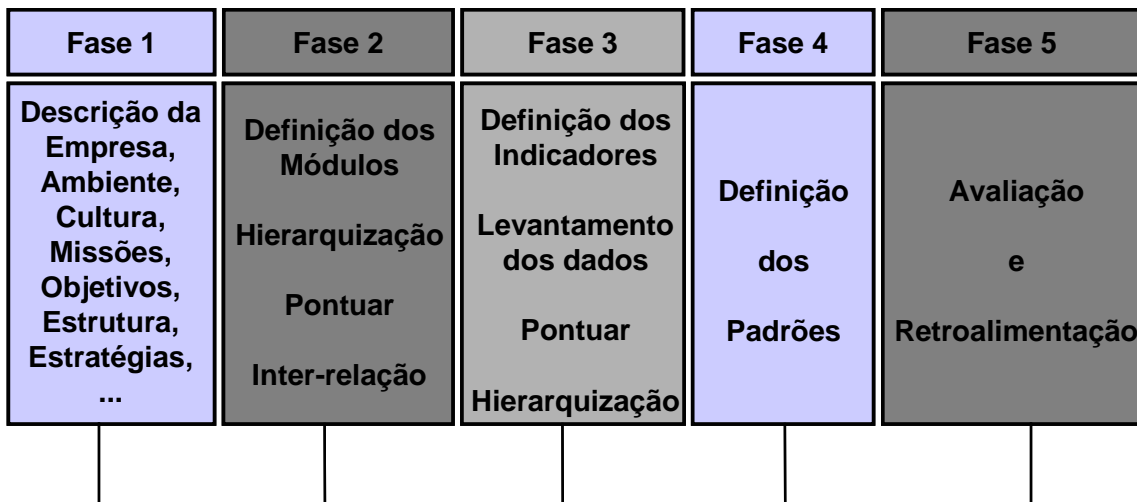 Fase 1
Fase 2
Fase 3
Fase 4
Fase 5
Descrição da
Empresa,
Ambiente,
Cultura,
Missões,
Objetivos,
Estrutura,
Estratégias,
...
Definição dos
Módulos
Hierarquização
Pontuar
Inter-relação
Definição dos
Indicadores
Levantamento
dos dados
Pontuar
Hierarquização
Definição
dos
Padrões
Avaliação
e
Retroalimentação